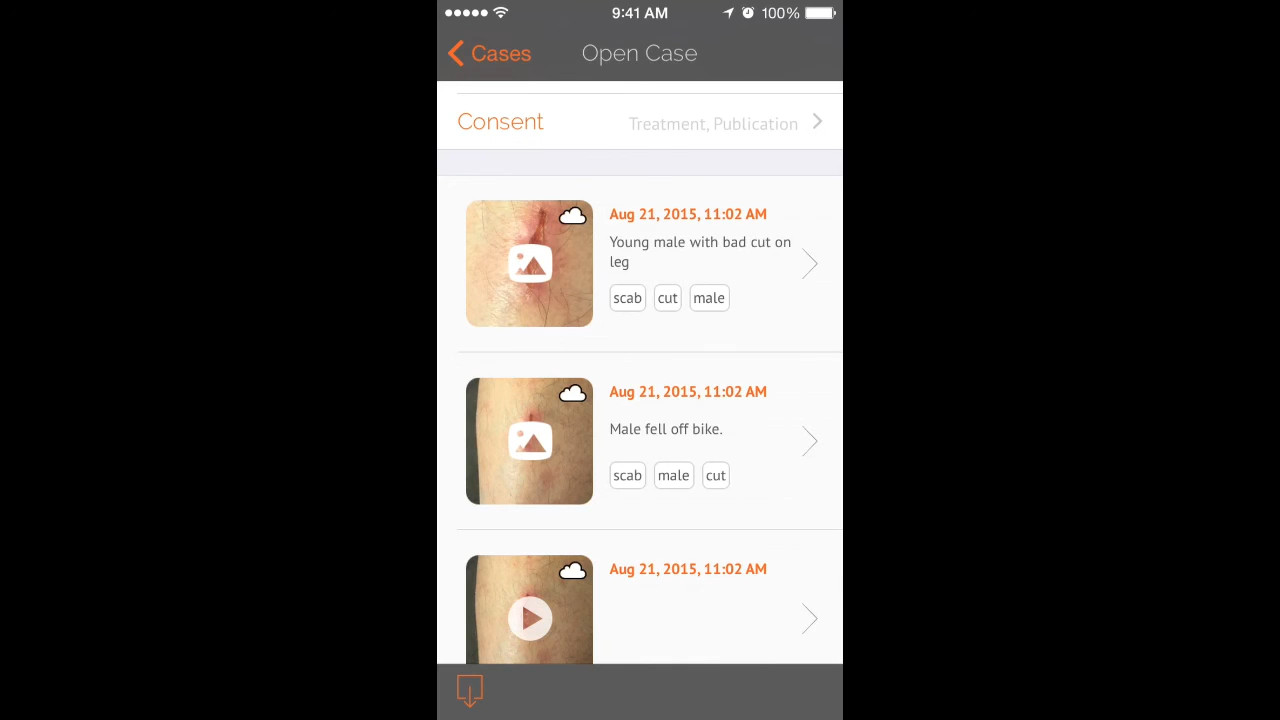 9:41 AM
100%
Cases
Open Case
Consent
Treatment, Publication
Aug 21, 2015, 11:02 AM
Young male with bad cut on
leg
scab cut male
Aug 21, 2015, 11:02 AM
Male fell off bike.
scab male cut
Aug 21, 2015, 11:02 AM